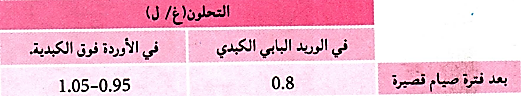 التحلون(غ/ ل)
في الوريد البابي الكبدي	في الأوردة فوق الكبدية.
بعد فترة صيام قصيرة	0.8	0.95–1.05